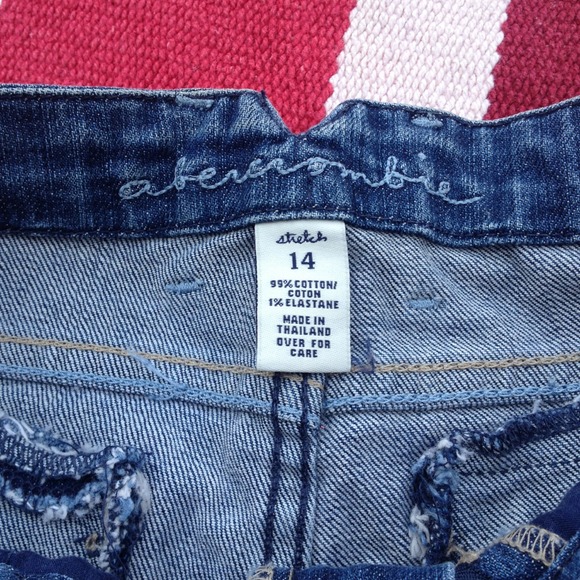 abercrombie
stretch
14
99% COTTON/
COTON
1% ELASTANE
MADE IN
THAILAND
OVER FOR
CARE